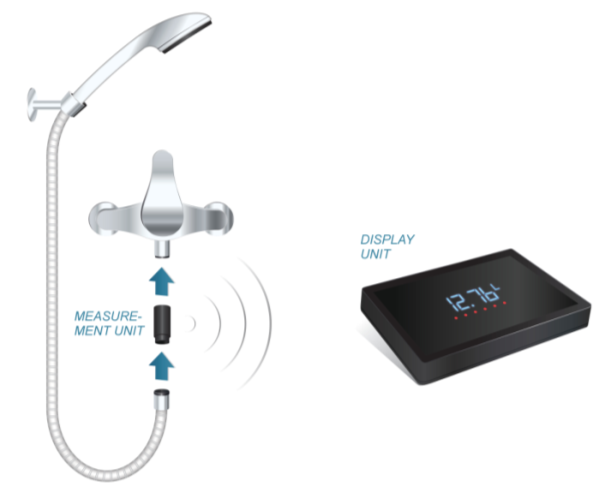 DISPLAY
UNIT
12.76L
MEASURE-
MENT UNIT